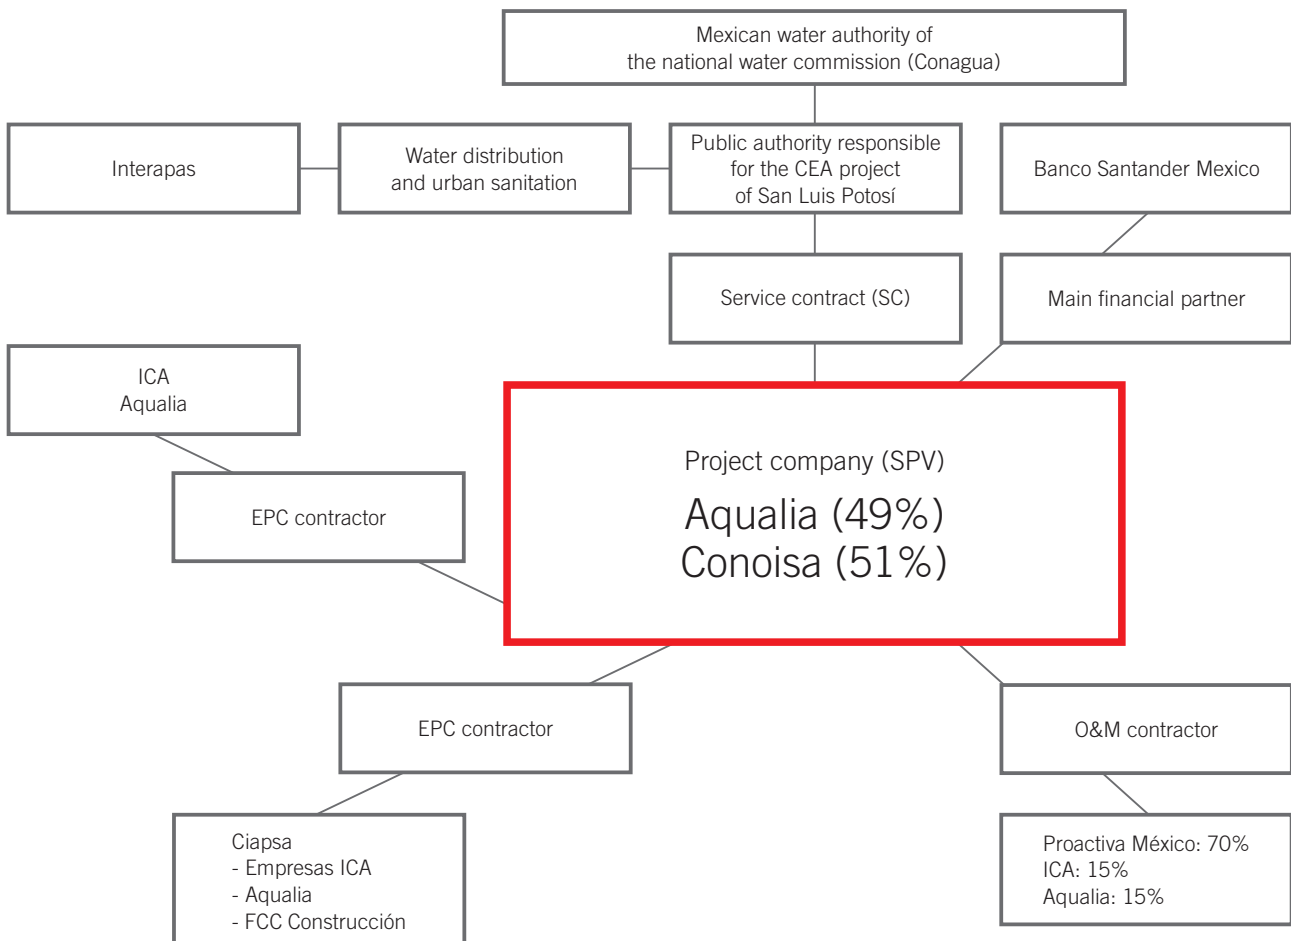 Mexican water authority of
the national water commission (Conagua)
Interapas
Water distribution
and urban sanitation
Public authority responsible
for the CEA project
of San Luis Potosí
Banco Santander Mexico
Service contract (SC)
Main financial partner
ICA
Aqualia
EPC contractor
Project company (SPV)
Aqualia (49%)
Conoisa (51%)
EPC contractor
O&M contractor
Ciapsa
- Empresas ICA
- Aqualia
- FCC Construcción
Proactiva México: 70%
ICA: 15%
Aqualia: 15%